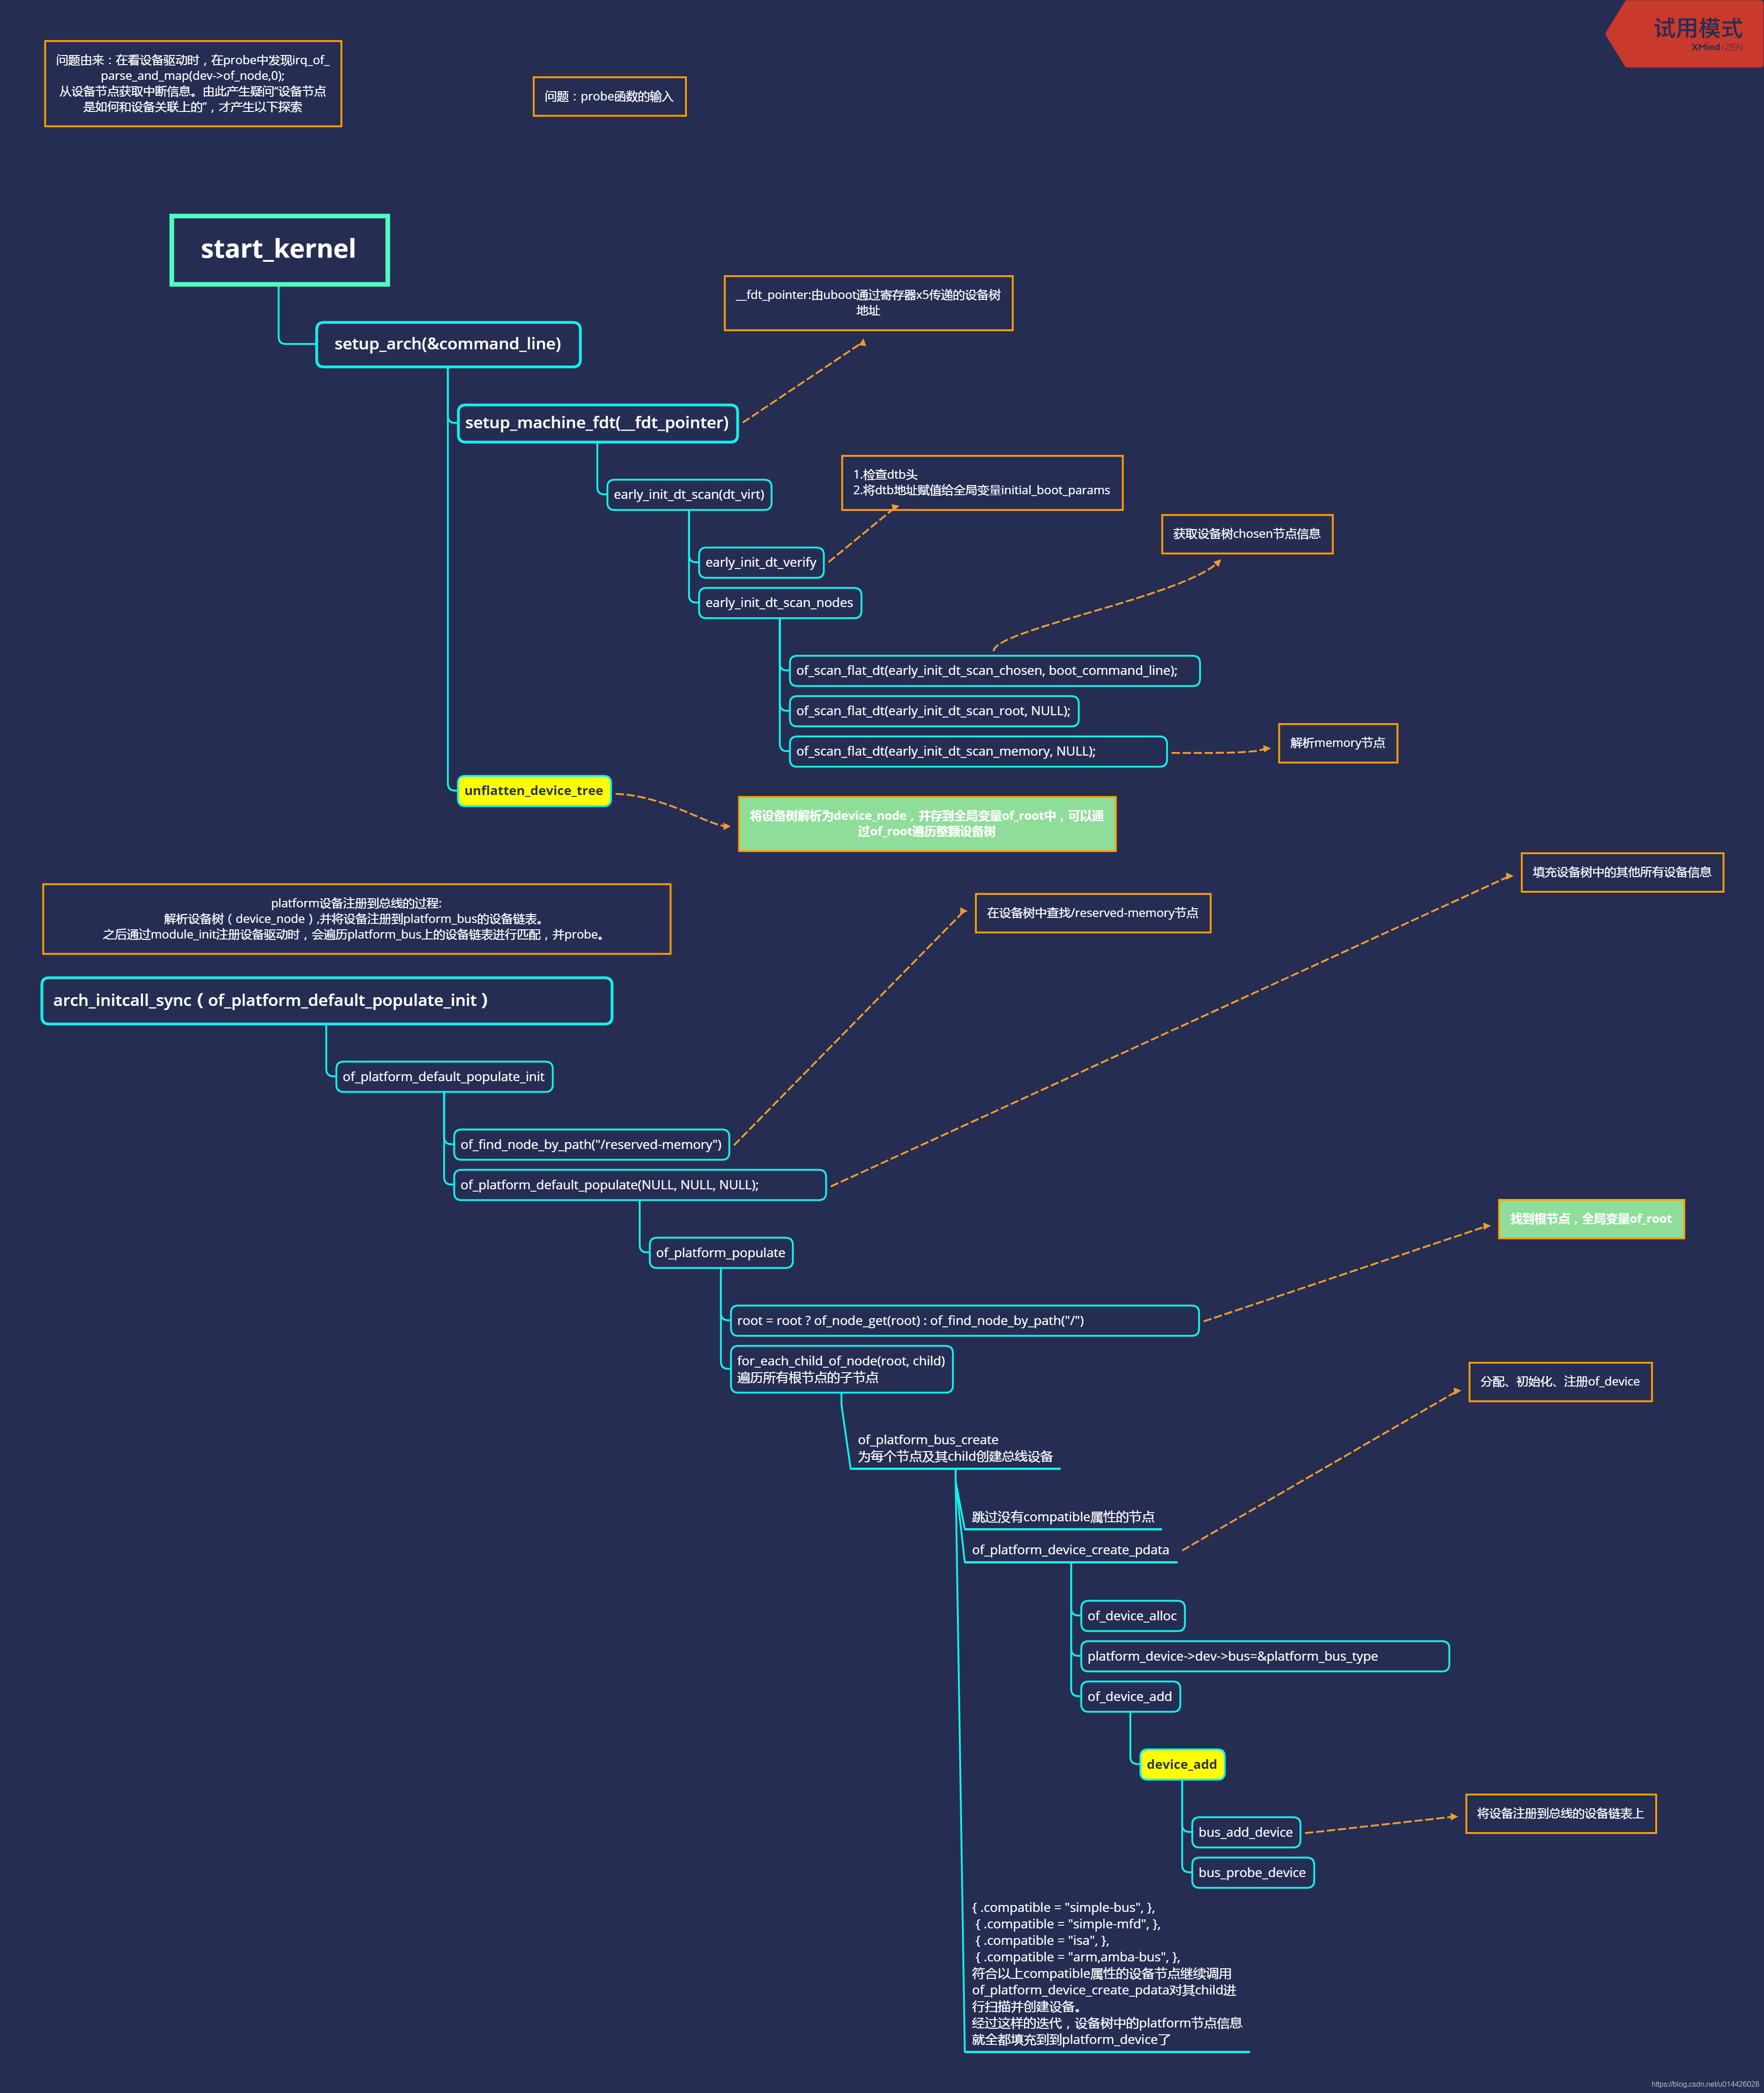 试用模式
XMind:ZEN
问题由来：在看设备驱动时，在probe中发现irq_of_
parse_and_map(dev->of_node,0);
从设备节点获取中断信息。由此产生疑问“设备节点
是如何和设备关联上的”，才产生以下探索
问题：probe函数的输入
start_kernel
setup_arch(&command_line)
__fdt_pointer:由uboot通过寄存器x5传递的设备树
地址
setup_machine_fdt(__fdt_pointer)
early_init_dt_scan(dt_virt)
1.检查dtb头
2.将dtb地址赋值给全局变量initial_boot_params
early_init_dt_verify
获取设备树chosen节点信息
early_init_dt_scan_nodes
of_scan_flat_dt(early_init_dt_scan_chosen, boot_command_line);
of_scan_flat_dt(early_init_dt_scan_root, NULL);
of_scan_flat_dt(early_init_dt_scan_memory, NULL);
解析memory节点
unflatten_device_tree
将设备树解析为device_node，并存到全局变量of_root中，可以通
过of_root遍历整颗设备树
platform设备注册到总线的过程:
解析设备树（device_node）,并将设备注册到platform_bus的设备链表。
之后通过module_init注册设备驱动时，会遍历platform_bus上的设备链表进行匹配，并probe。
在设备树中查找/reserved-memory节点
填充设备树中的其他所有设备信息
arch_initcall_sync（of_platform_default_populate_init）
of_platform_default_populate_init
of_find_node_by_path("/reserved-memory")
of_platform_default_populate(NULL, NULL, NULL);
of_platform_populate
找到根节点，全局变量of_root
root = root ? of_node_get(root) : of_find_node_by_path("/")
for_each_child_of_node(root, child)
遍历所有根节点的子节点
分配、初始化、注册of_device
of_platform_bus_create
为每个节点及其child创建总线设备
跳过没有compatible属性的节点
of_platform_device_create_pdata
of_device_alloc
platform_device->dev->bus=&platform_bus_type
of_device_add
device_add
bus_add_device
将设备注册到总线的设备链表上
bus_probe_device
{ .compatible = "simple-bus", },
{ .compatible = "simple-mfd", },
{ .compatible = "isa", },
{ .compatible = "arm,amba-bus", },
符合以上compatible属性的设备节点继续调用
of_platform_device_create_pdata对其child进
行扫描并创建设备。
经过这样的迭代，设备树中的platform节点信息
就全都填充到到platform_device了
https://blog.csdn.net/u014426028